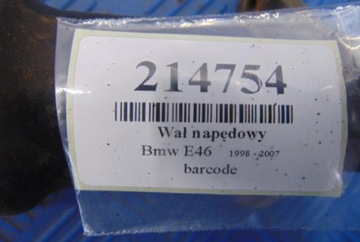 214754
Wał napędowy
Bmw E46 1998 - 2007
barcode